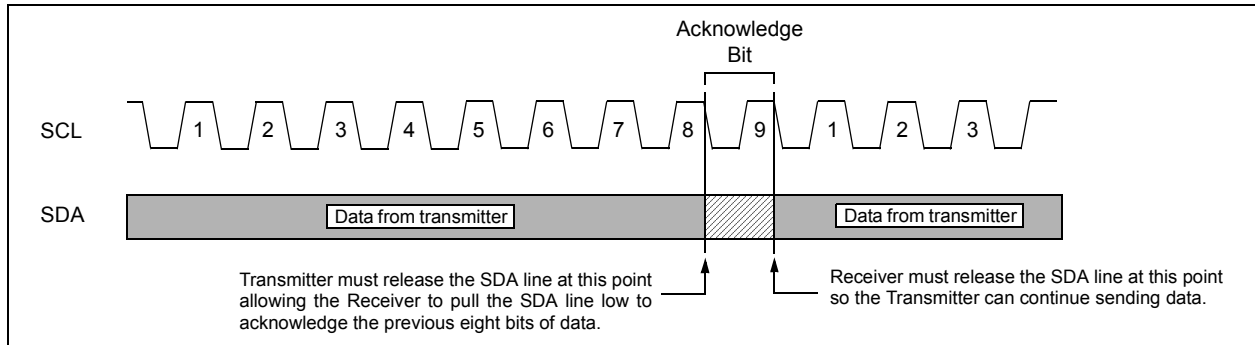 Acknowledge
Bit
SCL
1 2 3 4 5 6 7 8 9 1 2 3
SDA
Data from transmitter
Data from transmitter
Transmitter must release the SDA line at this point
allowing the Receiver to pull the SDA line low to
acknowledge the previous eight bits of data.
Receiver must release the SDA line at this point
so the Transmitter can continue sending data.